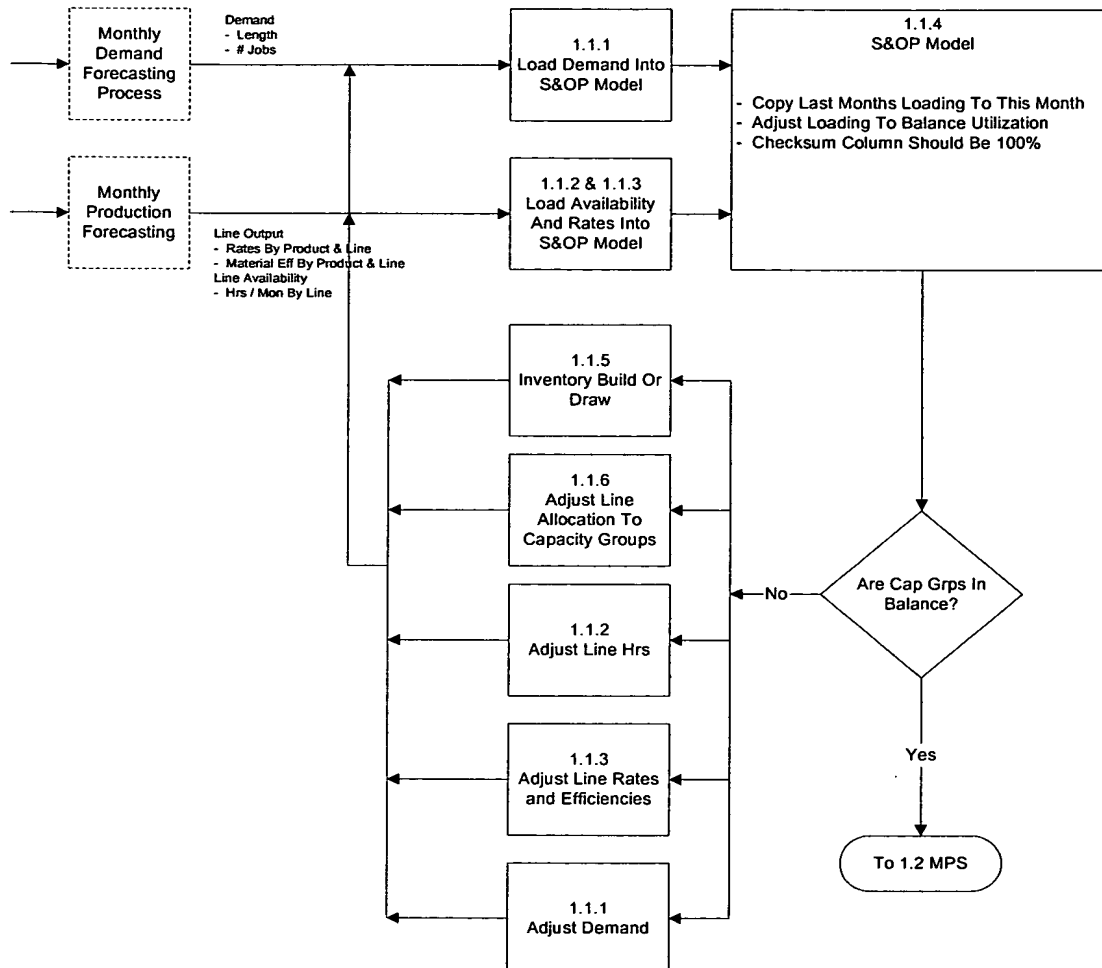 Monthly
Demand
Forecasting
Process
Demand
- Length
- # Jobs
1.1.1
Load Demand Into
S&OP Model
1.1.4
S&OP Model
- Copy Last Months Loading To This Month
- Adjust Loading To Balance Utilization
- Checksum Column Should Be 100%
Monthly
Production
Forecasting
Line Output
- Rates By Product & Line
- Material Eff By Product & Line
Line Availability
- Hrs / Mon By Line
1.1.2 & 1.1.3
Load Availability
And Rates Into
S&OP Model
1.1.5
Inventory Build Or
Draw
1.1.6
Adjust Line
Allocation To
Capacity Groups
1.1.2
Adjust Line Hrs
1.1.3
Adjust Line Rates
and Efficiencies
1.1.1
Adjust Demand
No
Are Cap Grps In
Balance?
Yes
To 1.2 MPS